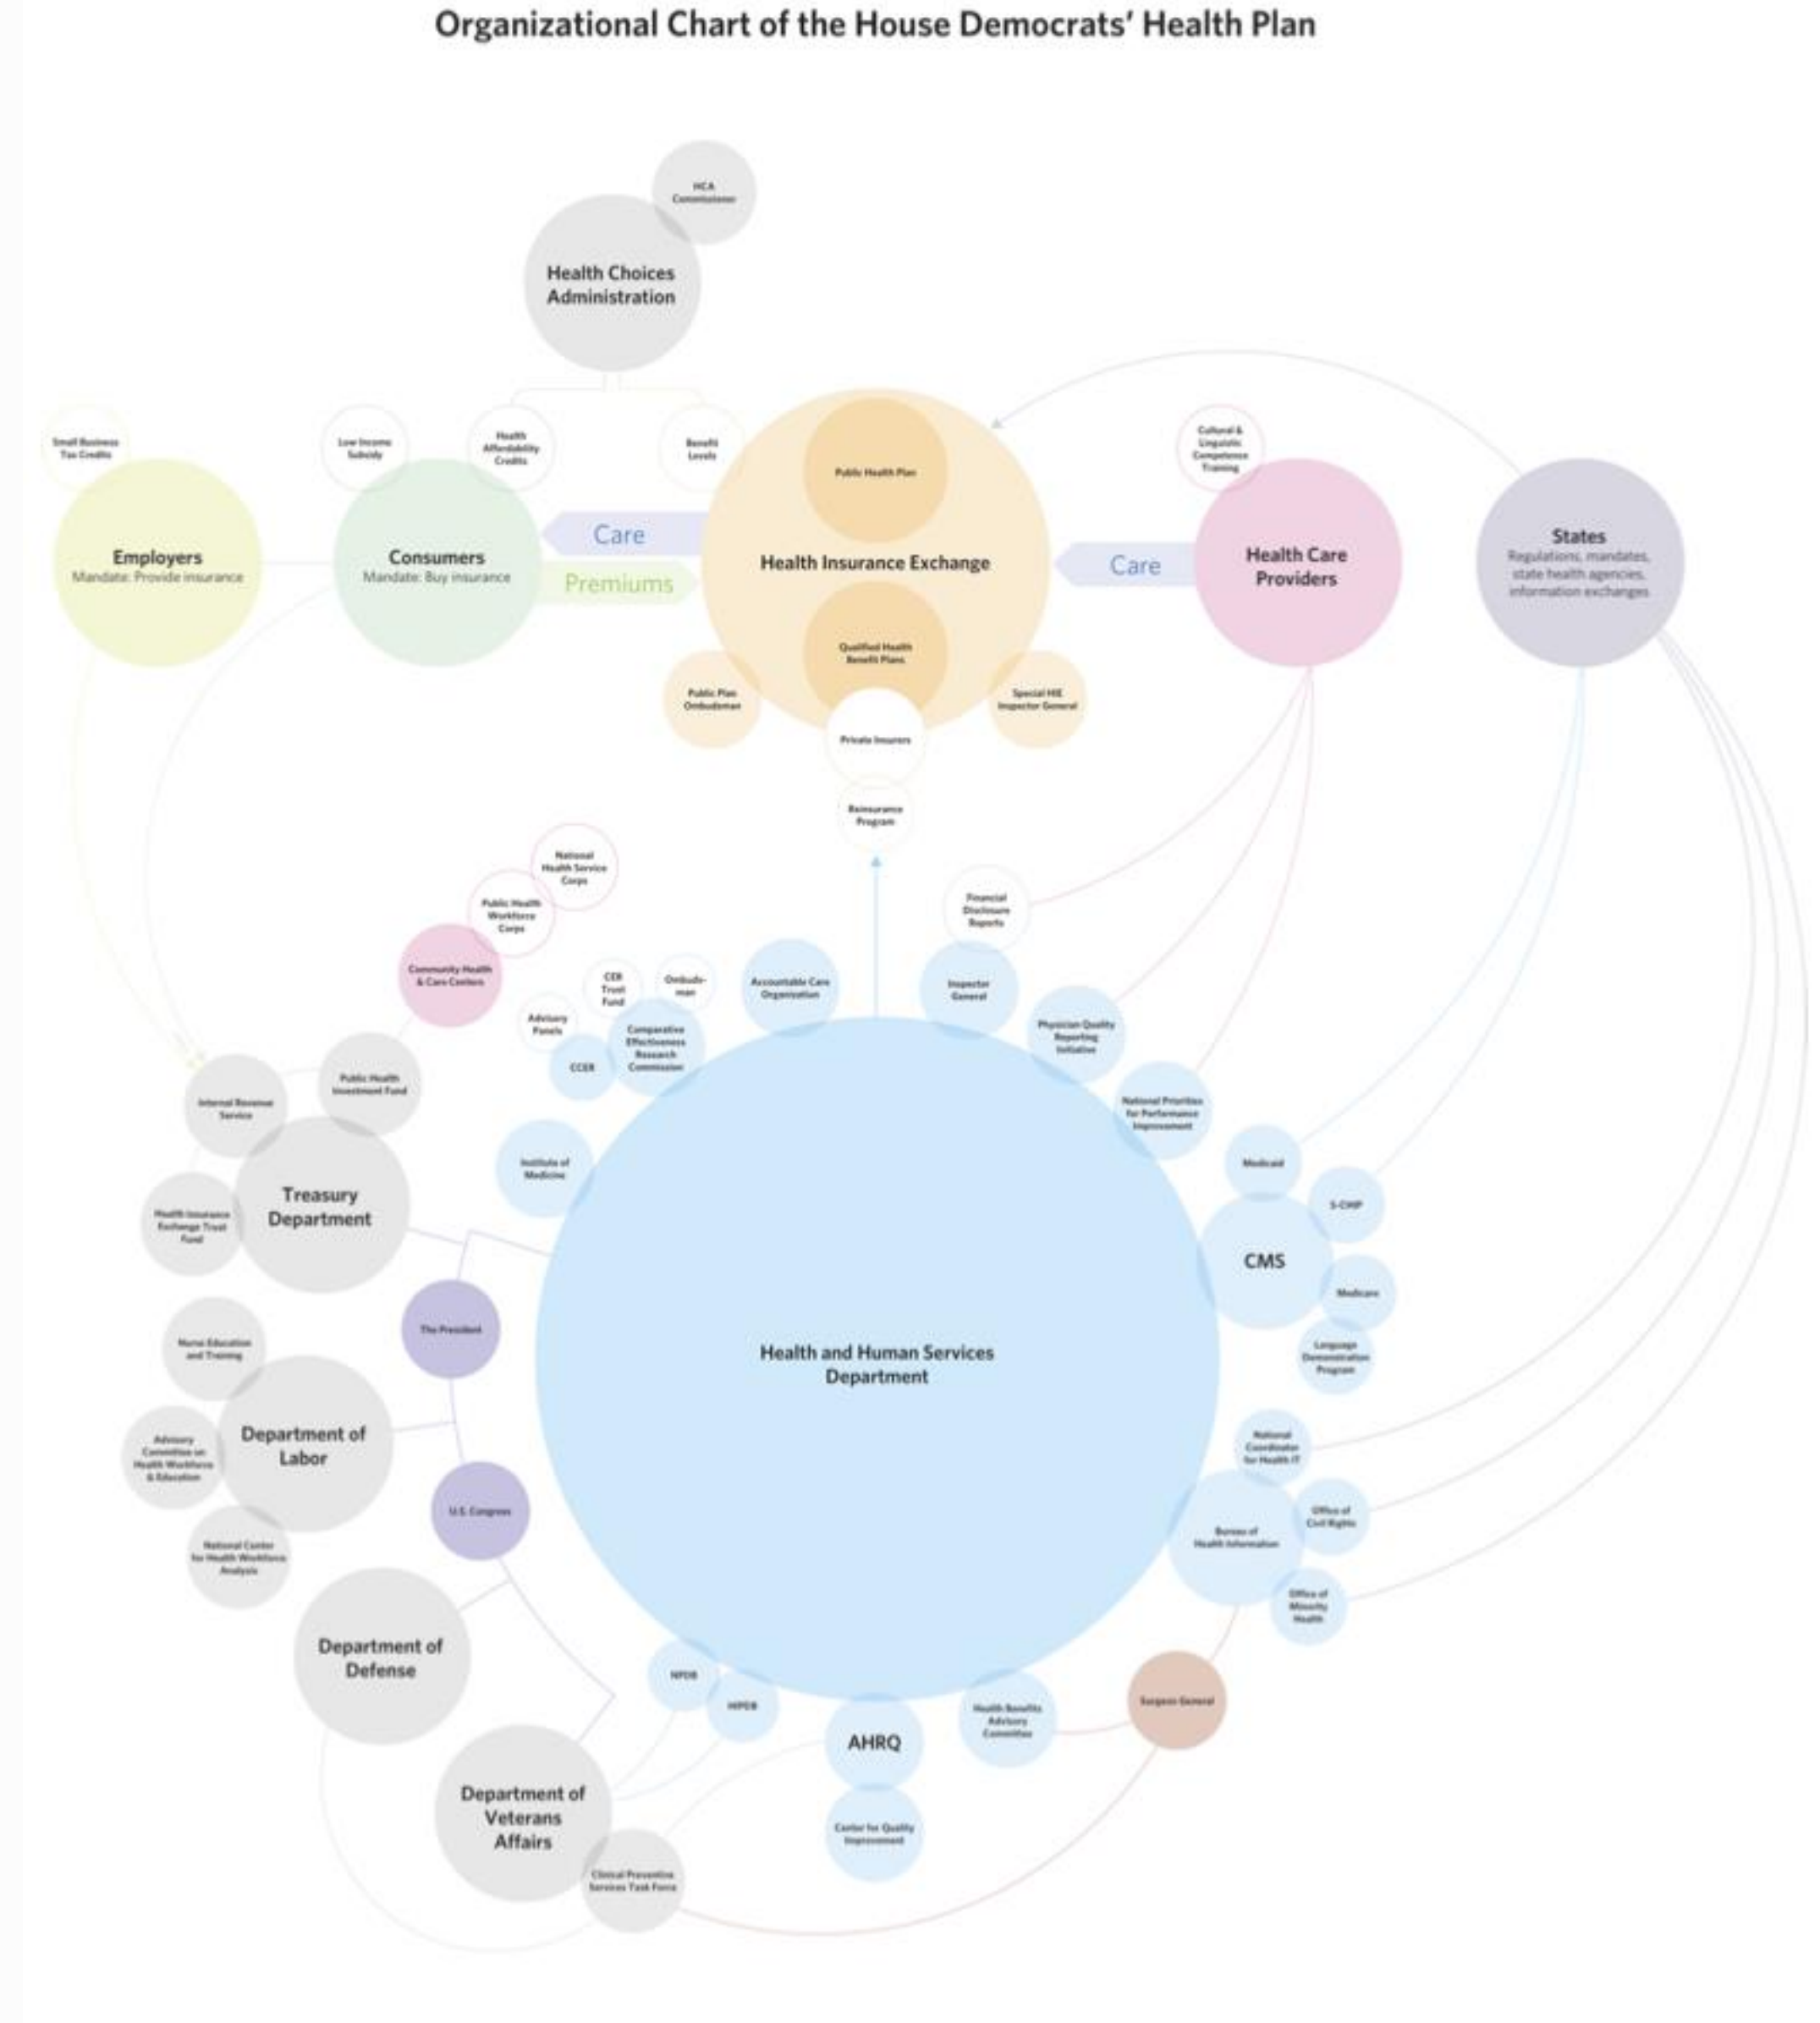 Organizational Chart of the House Democrats’ Health Plan
HCA
Commissioner
Health Choices
Administration
Small Business
Tax Credits
Low Income
Subsidy
Health
Affordability
Credits
Benefit
Levels
Public Health Plan
Cultural &
Linguistic
Competence
Training
Employers
Mandate: Provide insurance
Consumers
Mandate: Buy insurance
Care
Premiums
Health Insurance Exchange
Care
Health Care
Providers
States
Regulations, mandates,
state health agencies,
information exchanges
Qualified Health
Benefit Plans
Public Plan
Ombudsman
Special HIE
Inspector General
Private Insurers
Reinsurance
Program
National
Health Service
Corps
Public Health
Workforce
Corps
Community Health
& Care Centers
Financial
Disclosure
Reports
CER
Trust
Fund
Ombuds-
man
Advisory
Panels
Accountable Care
Organization
Inspector
General
Comparative
Effectiveness
Research
Commission
CCER
Physician Quality
Reporting
Initiative
Public Health
Investment Fund
Internal Revenue
Service
National Priorities
for Performance
Improvement
Institute of
Medicine
Medicaid
S-CHIP
Treasury
Department
Health Insurance
Exchange Trust
Fund
CMS
Medicare
The President
Nurse Education
and Training
Language
Demonstration
Program
Health and Human Services
Department
Department of
Labor
Advisory
Committee on
Health Workforce
& Education
National
Coordinator
for Health IT
U.S. Congress
Office of
Civil Rights
Bureau of
Health Information
National Center
for Health Workforce
Analysis
Office of
Minority
Health
Department of
Defense
NPDB
HIPDB
Health Benefits
Advisory
Committee
Surgeon General
AHRQ
Department of
Veterans
Affairs
Center for Quality
Improvement
Clinical Preventive
Services Task Force